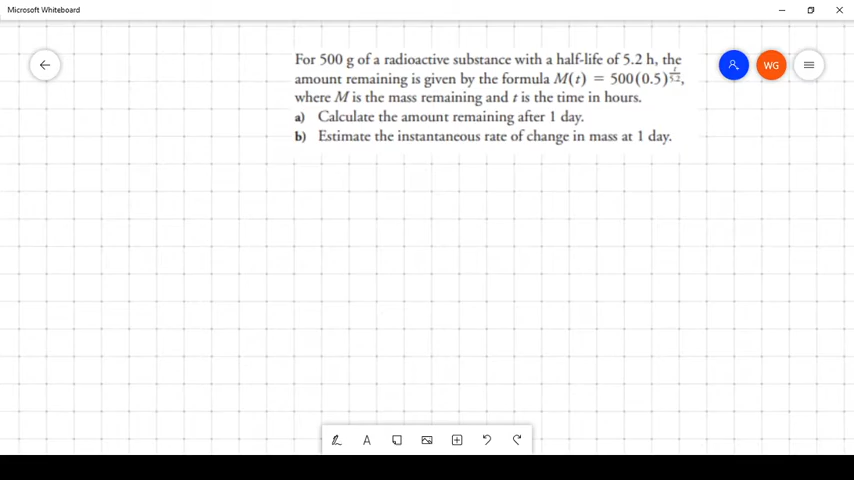 Microsoft Whiteboard
WG
For 500 g of a radioactive substance with a half-life of 5.2 h, the
amount remaining is given by the formula M(t) = 500(0.5)^(t/5.2),
where M is the mass remaining and t is the time in hours.
a) Calculate the amount remaining after 1 day.
b) Estimate the instantaneous rate of change in mass at 1 day.
A